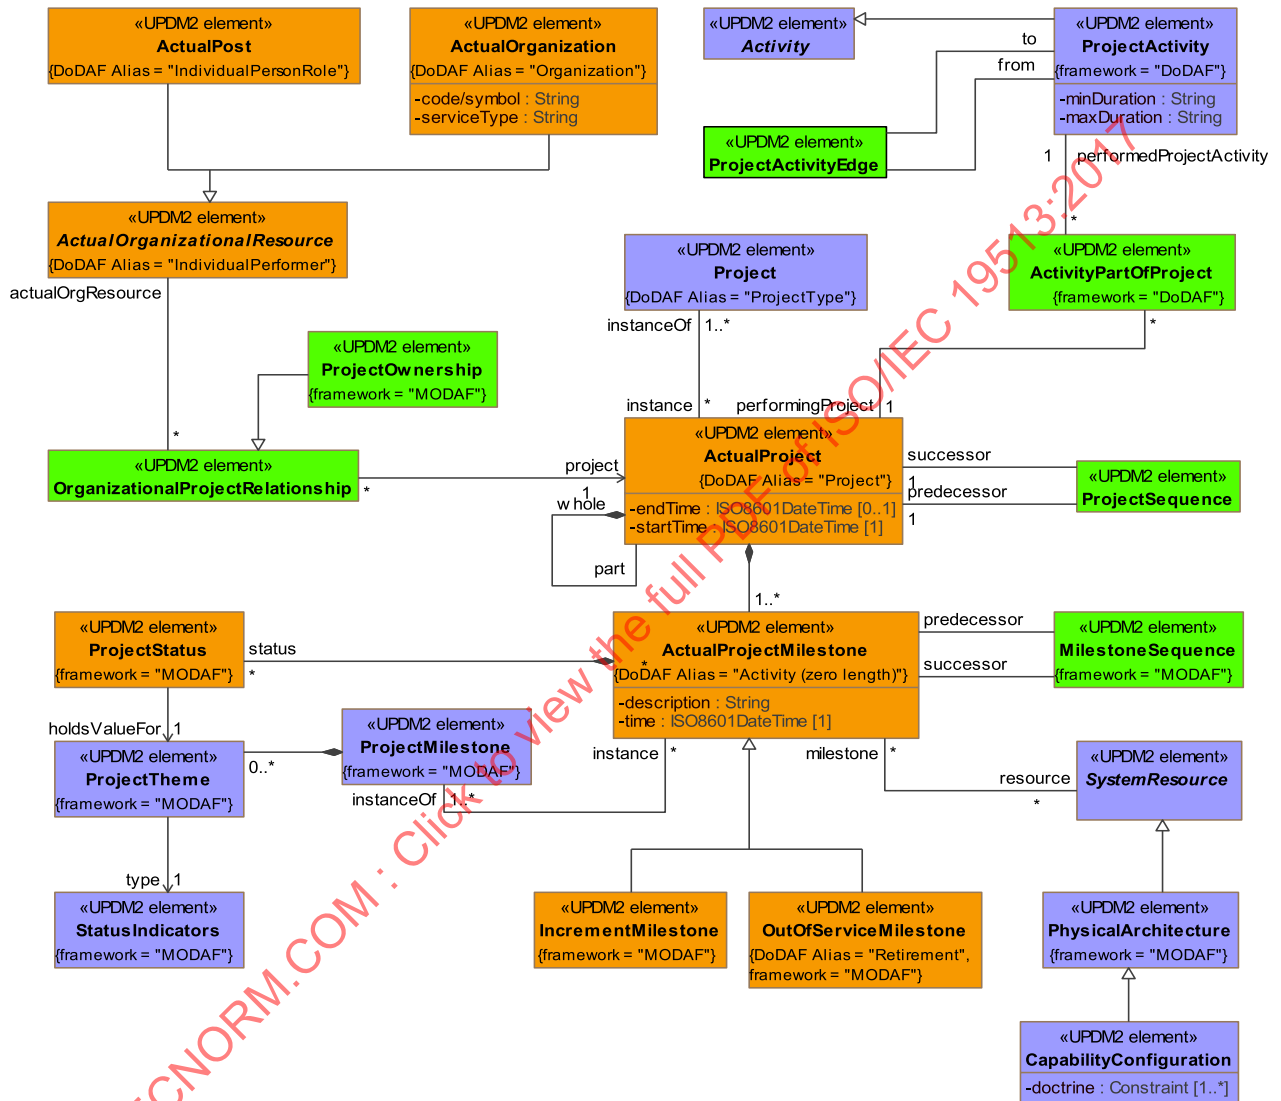 «UPDM2 element»
ActualPost
{DoDAF Alias = "IndividualPersonRole"}
«UPDM2 element»
ActualOrganization
{DoDAF Alias = "Organization"}
-code/symbol : String
-serviceType : String
«UPDM2 element»
Activity
«UPDM2 element»
ProjectActivity
{framework = "DoDAF"}
-minDuration : String
-maxDuration : String
to
from
«UPDM2 element»
ProjectActivityEdge
1
performedProjectActivity
*
«UPDM2 element»
ActualOrganizationalResource
{DoDAF Alias = "IndividualPerformer"}
actualOrgResource
*
«UPDM2 element»
Project
{DoDAF Alias = "ProjectType"}
instanceOf
1..*
«UPDM2 element»
ActivityPartOfProject
{framework = "DoDAF"}
*
«UPDM2 element»
ProjectOwnership
{framework = "MODAF"}
instance
*
performingProject
1
«UPDM2 element»
OrganizationalProjectRelationship
*
project
1
«UPDM2 element»
ActualProject
{DoDAF Alias = "Project"}
-endTime : ISO8601DateTime [0..1]
-startTime : ISO8601DateTime [1]
successor
1
predecessor
1
«UPDM2 element»
ProjectSequence
whole
part
1..*
«UPDM2 element»
ProjectStatus
{framework = "MODAF"}
status
*
«UPDM2 element»
ActualProjectMilestone
*
{DoDAF Alias = "Activity (zero length)"}
-description : String
-time : ISO8601DateTime [1]
predecessor
successor
«UPDM2 element»
MilestoneSequence
{framework = "MODAF"}
holdsValueFor
1
«UPDM2 element»
ProjectTheme
{framework = "MODAF"}
0..*
«UPDM2 element»
ProjectMilestone
{framework = "MODAF"}
instanceOf
1..*
instance
*
milestone
*
resource
*
«UPDM2 element»
SystemResource
type
1
«UPDM2 element»
StatusIndicators
{framework = "MODAF"}
«UPDM2 element»
IncrementMilestone
{framework = "MODAF"}
«UPDM2 element»
OutOfServiceMilestone
{DoDAF Alias = "Retirement",
framework = "MODAF"}
«UPDM2 element»
PhysicalArchitecture
{framework = "MODAF"}
«UPDM2 element»
CapabilityConfiguration
-doctrine : Constraint [1..*]
CNORM.COM : Click to view the full PDF of ISO/IEC 19513:2017